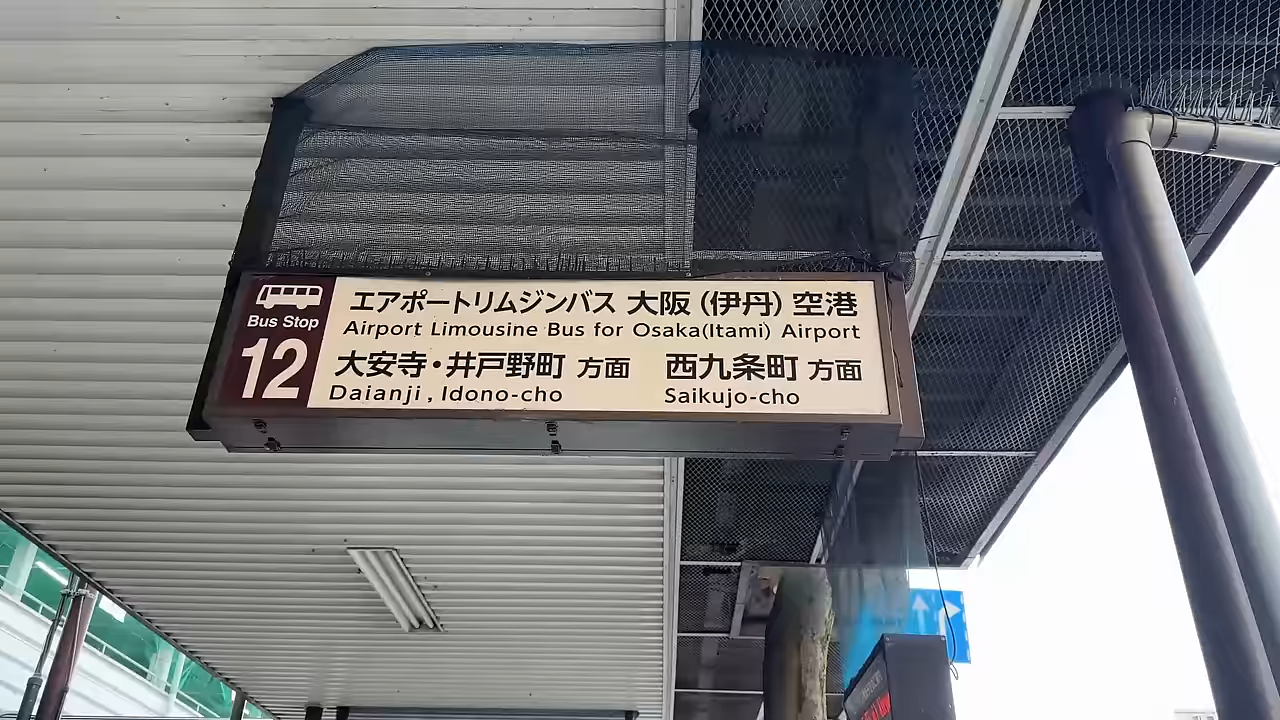 Bus Stop
12
エアポートリムジンバス 大阪 (伊丹) 空港
Airport Limousine Bus for Osaka(Itami) Airport
大安寺・井戸野町 方面 西九条町 方面
Daianji, Idono-cho Saikujo-cho